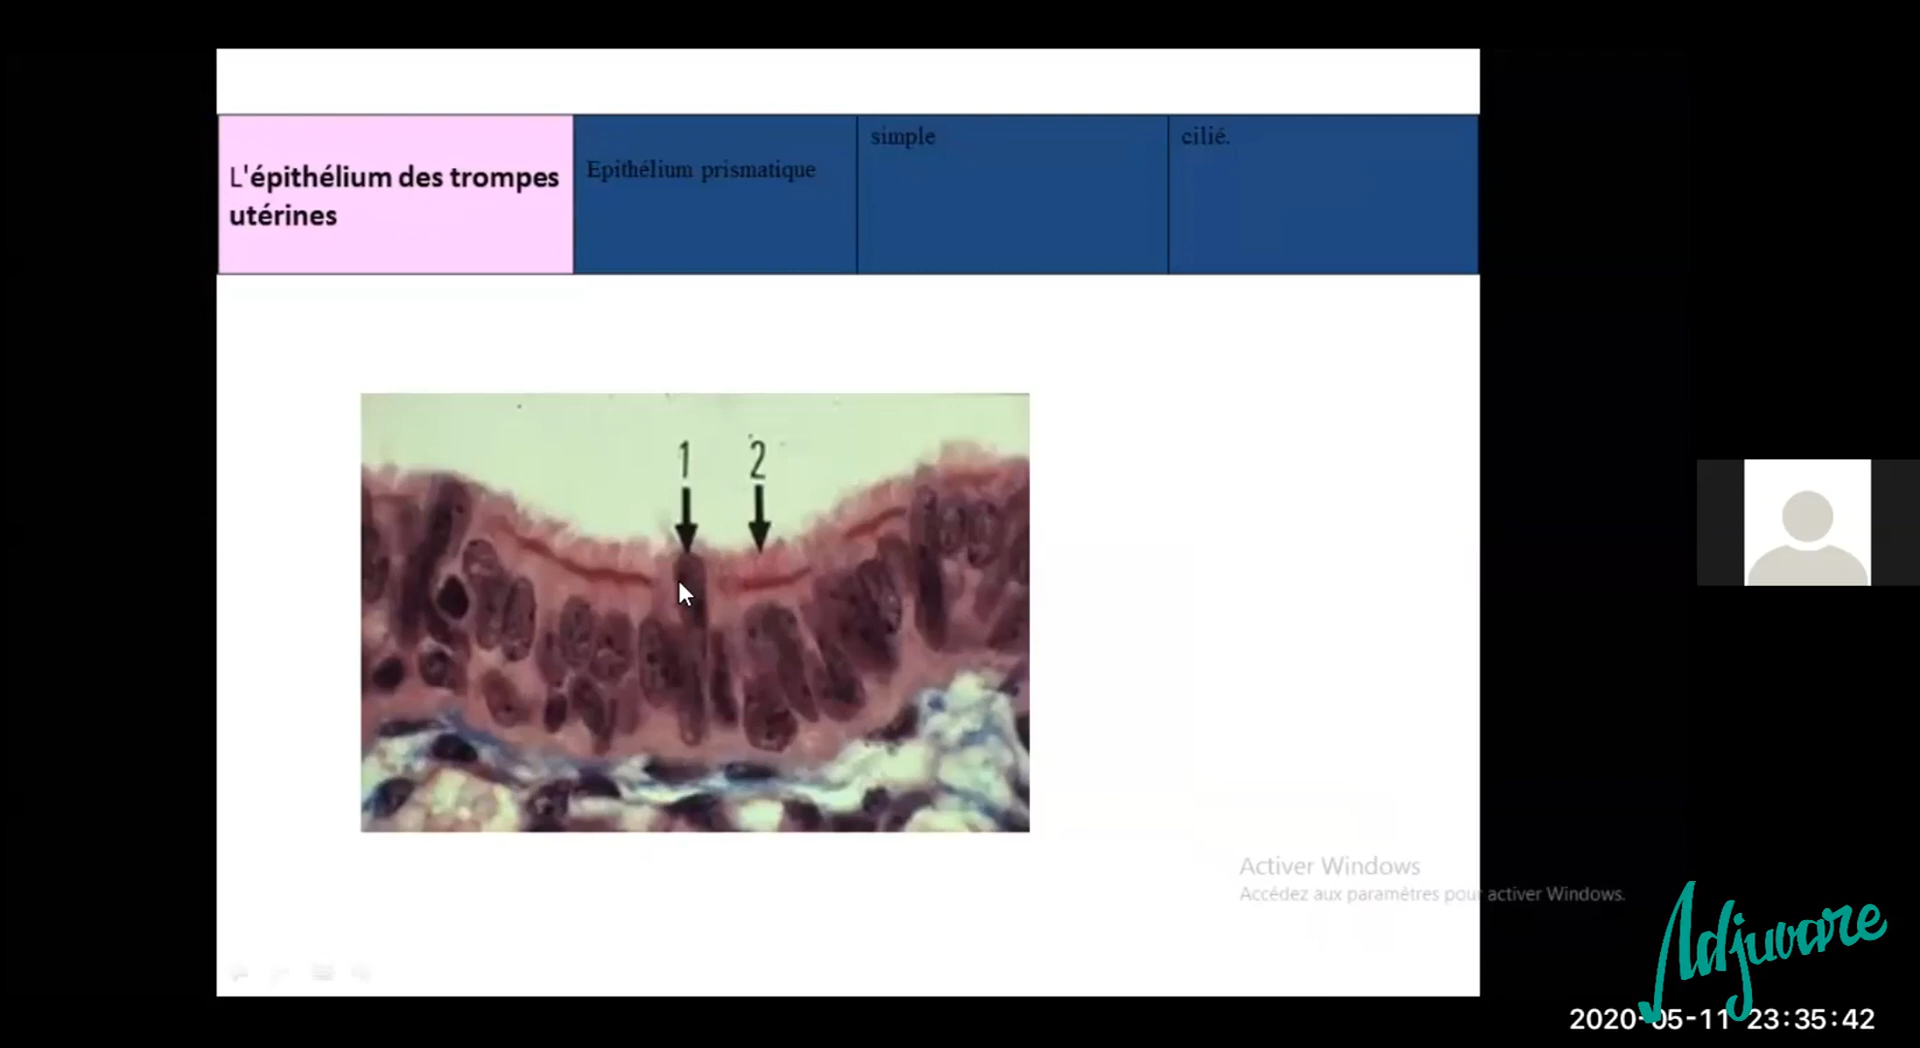 L'épithélium des trompes
utérines
Epithélium prismatique
simple
cilié.
1
2
Activer Windows
Accédez aux paramètres pour activer Windows.
Adjuvare
2020-05-11 23:35:42